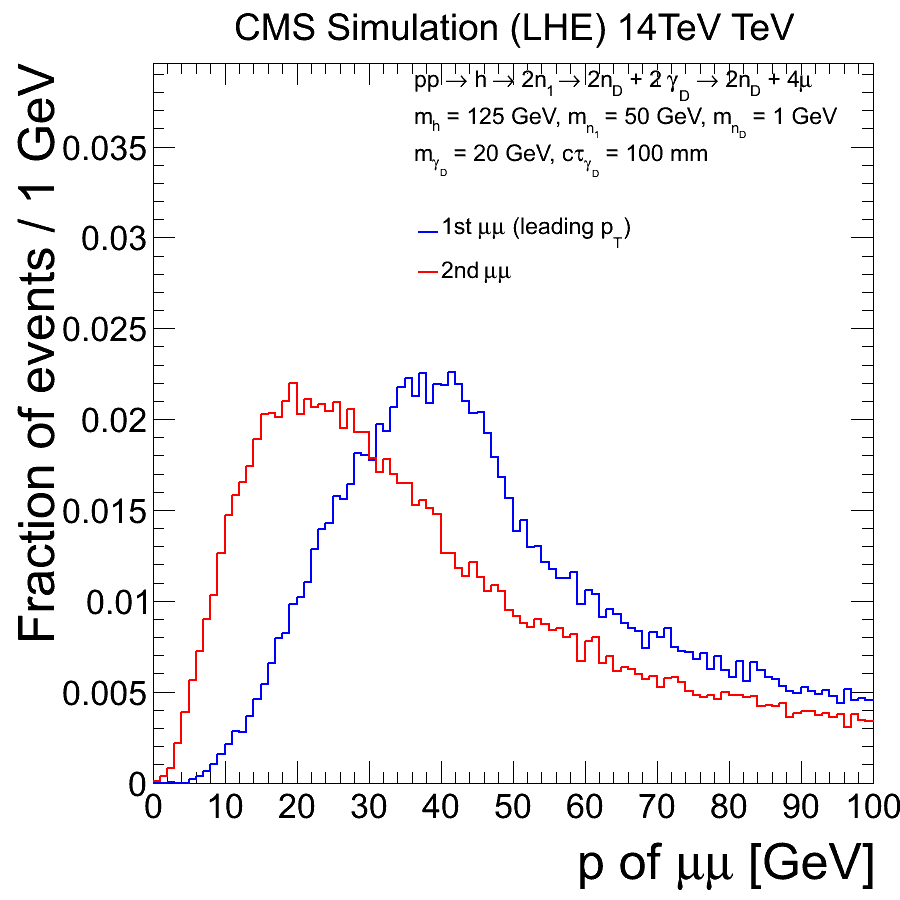 CMS Simulation (LHE) 14TeV TeV
pp → h → 2n₁ → 2n_D + 2 γ_D → 2n_D + 4μ
m_h = 125 GeV, m_n₁ = 50 GeV, m_n_D = 1 GeV
m_γ_D = 20 GeV, cτ_γ_D = 100 mm
1st μμ (leading p_T)
2nd μμ
Fraction of events / 1 GeV
0.035
0.03
0.025
0.02
0.015
0.01
0.005
0
0 10 20 30 40 50 60 70 80 90 100
p of μμ [GeV]